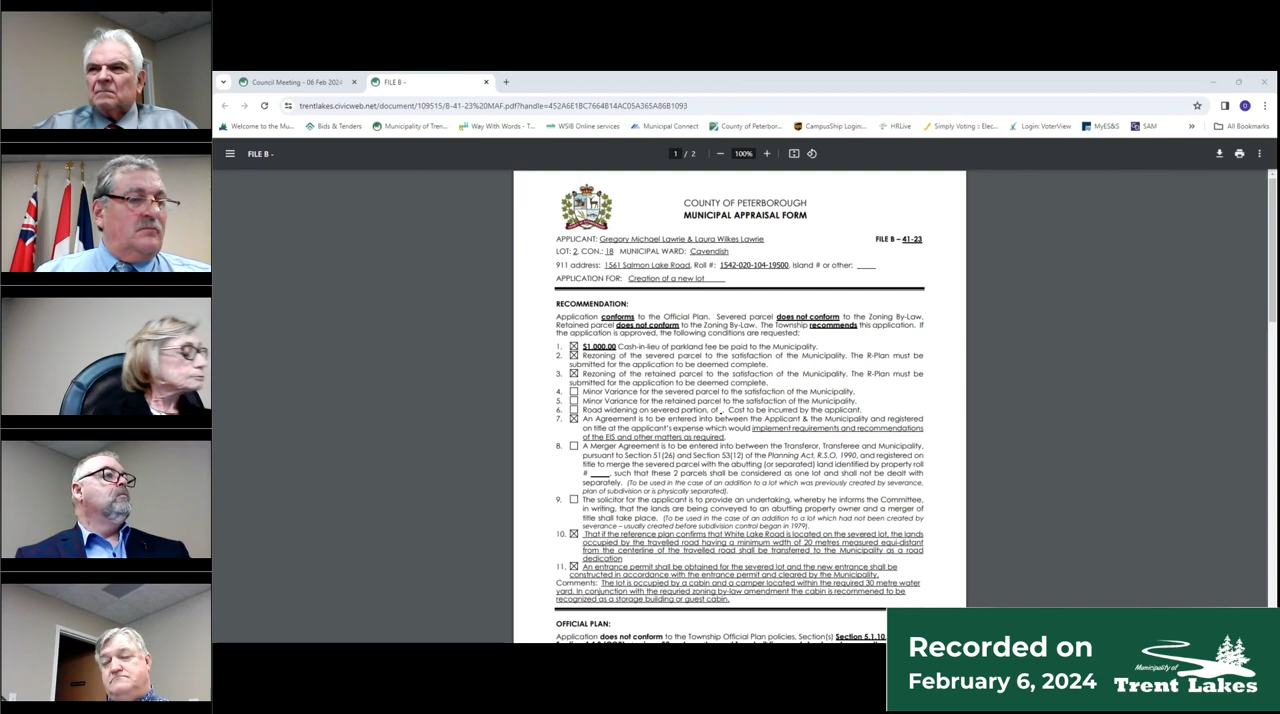 Council Meeting - 06 Feb 2024
FILE B -
trentlakes.civicweb.net/document/109515/B-41-23%20MAF.pdf?handle=452A6E1BC7664B14AC05A365A86B1093
Welcome to the Mu...
Bids & Tenders
Municipality of Tren...
Way With Words - T...
WSIB Online services
Municipal Connect
County of Peterbor...
CampusShip Login:...
HRLive
Simply Voting :: Elec...
Login: VoterView
MyES&S
SAM
All Bookmarks
FILE B -
1 / 2
100%
COUNTY OF PETERBOROUGH
MUNICIPAL APPRAISAL FORM
APPLICANT: Gregory Michael Lawrie & Laura Wilkes Lawrie FILE B – 41-23
LOT: 2, CON.: 18 MUNICIPAL WARD: Cavendish
911 address: 1561 Salmon Lake Road, Roll #: 1542-020-104-19500, Island # or other: ____
APPLICATION FOR: Creation of a new lot
RECOMMENDATION:
Application conforms to the Official Plan. Severed parcel does not conform to the Zoning By-Law.
Retained parcel does not conform to the Zoning By-Law. The Township recommends this application. If
the application is approved, the following conditions are requested:
1. ☒ $1,000.00 Cash-in-lieu of parkland fee be paid to the Municipality.
2. ☒ Rezoning of the severed parcel to the satisfaction of the Municipality. The R-Plan must be
submitted for the application to be deemed complete.
3. ☒ Rezoning of the retained parcel to the satisfaction of the Municipality. The R-Plan must be
submitted for the application to be deemed complete.
4. ☐ Minor Variance for the severed parcel to the satisfaction of the Municipality.
5. ☐ Minor Variance for the retained parcel to the satisfaction of the Municipality.
6. ☐ Road widening on severed portion, of . Cost to be incurred by the applicant.
7. ☒ An Agreement is to be entered into between the Applicant & the Municipality and registered
on title at the applicant's expense which would implement requirements and recommendations
of the EIS and other matters as required.
8. ☐ A Merger Agreement is to be entered into between the Transferor, Transferee and Municipality,
pursuant to Section 51(26) and Section 53(12) of the Planning Act, R.S.O. 1990, and registered on
title to merge the severed parcel with the abutting (or separated) land identified by property roll
# ____, such that these 2 parcels shall be considered as one lot and shall not be dealt with
separately. (To be used in the case of an addition to a lot which was previously created by severance,
plan of subdivision or is physically separated).
9. ☐ The solicitor for the applicant is to provide an undertaking, whereby he informs the Committee,
in writing, that the lands are being conveyed to an abutting property owner and a merger of
title shall take place. (To be used in the case of an addition to a lot which had not been created by
severance – usually created before subdivision control began in 1979).
10. ☒ That if the reference plan confirms that White Lake Road is located on the severed lot, the lands
occupied by the travelled road having a minimum wdth of 20 metres measured equi-distant
from the centerline of the travelled road shall be transferred to the Municipality as a road
dedication
11. ☒ An entrance permit shall be obtained for the severed lot and the new entrance shall be
constructed in accordance with the entrance permit and cleared by the Municipality.
Comments: The lot is occupied by a cabin and a camper located within the required 30 metre water
yard. In conjunction with the requried zoning by-law amendment the cabin is recommened to be
recognized as a storage building or guest cabin.
OFFICIAL PLAN:
Application does not conform to the Township Official Plan policies, Section(s) Section 5.1.10
Recorded on
February 6, 2024
Municipality of
Trent Lakes